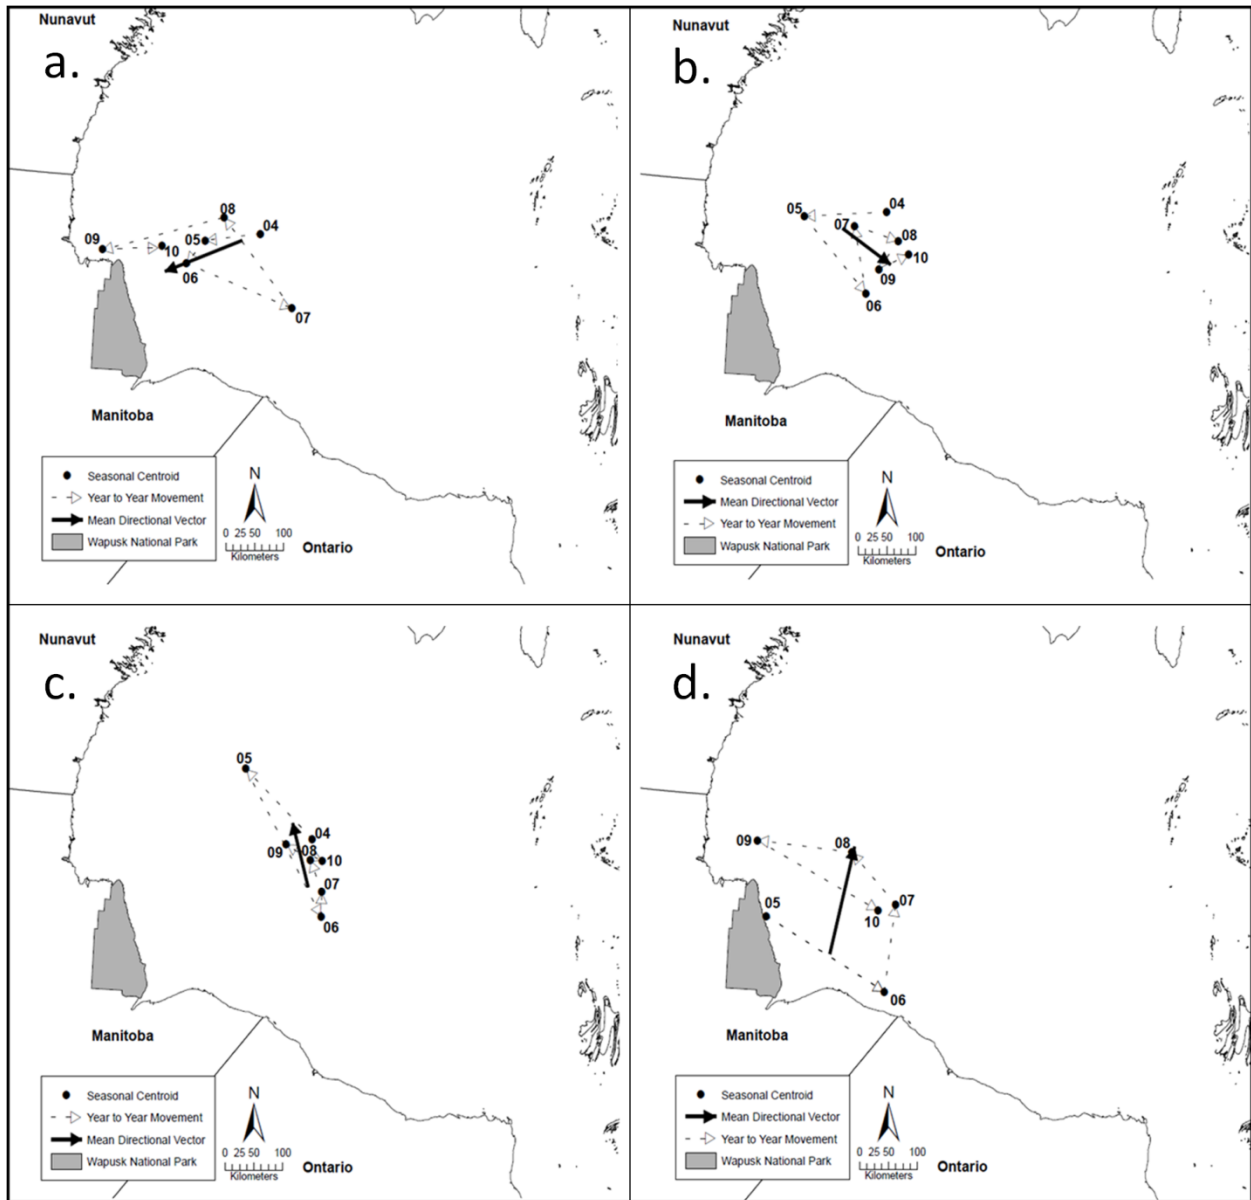 Nunavut
a.
08
04
09
05
10
06
07
Manitoba
Seasonal Centroid
Year to Year Movement
Mean Directional Vector
Wapusk National Park
N
0 25 50 100
Kilometers
Ontario
Nunavut
b.
05
04
07
08
10
09
06
Manitoba
Seasonal Centroid
Mean Directional Vector
Year to Year Movement
Wapusk National Park
N
0 25 50 100
Kilometers
Ontario
Nunavut
c.
05
04
09
08
10
07
06
Manitoba
Seasonal Centroid
Year to Year Movement
Mean Directional Vector
Wapusk National Park
N
0 25 50 100
Kilometers
Ontario
Nunavut
d.
09
08
05
07
10
06
Manitoba
Seasonal Centroid
Mean Directional Vector
Year to Year Movement
Wapusk National Park
N
0 25 50 100
Kilometers
Ontario